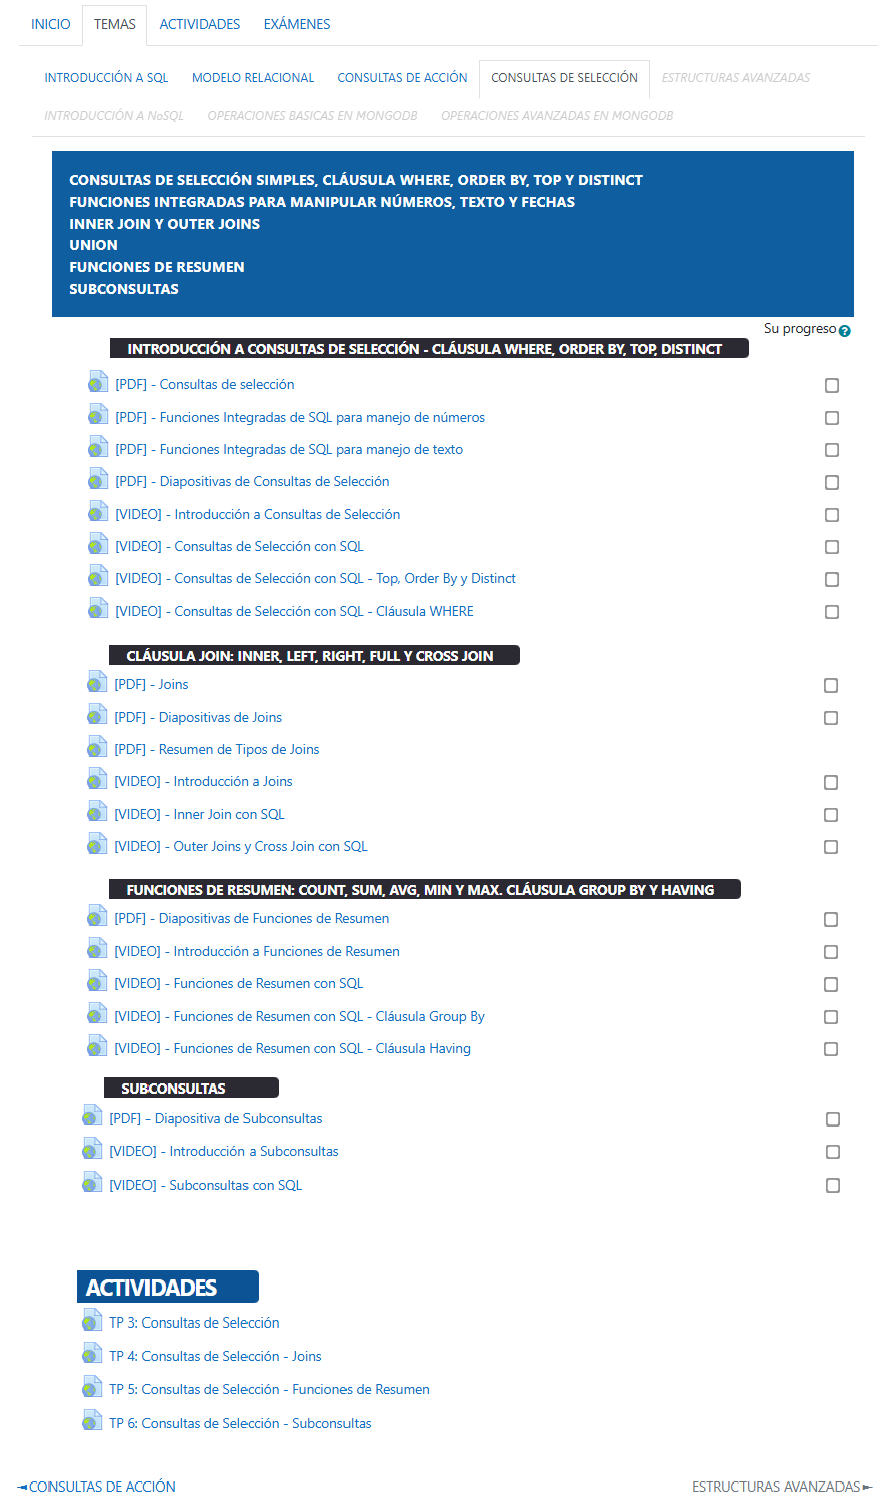 INICIO TEMAS ACTIVIDADES EXÁMENES
INTRODUCCIÓN A SQL MODELO RELACIONAL CONSULTAS DE ACCIÓN CONSULTAS DE SELECCIÓN ESTRUCTURAS AVANZADAS
INTRODUCCIÓN A NoSQL OPERACIONES BASICAS EN MONGODB OPERACIONES AVANZADAS EN MONGODB
CONSULTAS DE SELECCIÓN SIMPLES, CLÁUSULA WHERE, ORDER BY, TOP Y DISTINCT
FUNCIONES INTEGRADAS PARA MANIPULAR NÚMEROS, TEXTO Y FECHAS
INNER JOIN Y OUTER JOINS
UNION
FUNCIONES DE RESUMEN
SUBCONSULTAS
Su progreso ?
INTRODUCCIÓN A CONSULTAS DE SELECCIÓN - CLÁUSULA WHERE, ORDER BY, TOP, DISTINCT
[PDF] - Consultas de selección
[PDF] - Funciones Integradas de SQL para manejo de números
[PDF] - Funciones Integradas de SQL para manejo de texto
[PDF] - Diapositivas de Consultas de Selección
[VIDEO] - Introducción a Consultas de Selección
[VIDEO] - Consultas de Selección con SQL
[VIDEO] - Consultas de Selección con SQL - Top, Order By y Distinct
[VIDEO] - Consultas de Selección con SQL - Cláusula WHERE
CLÁUSULA JOIN: INNER, LEFT, RIGHT, FULL Y CROSS JOIN
[PDF] - Joins
[PDF] - Diapositivas de Joins
[PDF] - Resumen de Tipos de Joins
[VIDEO] - Introducción a Joins
[VIDEO] - Inner Join con SQL
[VIDEO] - Outer Joins y Cross Join con SQL
FUNCIONES DE RESUMEN: COUNT, SUM, AVG, MIN Y MAX. CLÁUSULA GROUP BY Y HAVING
[PDF] - Diapositivas de Funciones de Resumen
[VIDEO] - Introducción a Funciones de Resumen
[VIDEO] - Funciones de Resumen con SQL
[VIDEO] - Funciones de Resumen con SQL - Cláusula Group By
[VIDEO] - Funciones de Resumen con SQL - Cláusula Having
SUBCONSULTAS
[PDF] - Diapositiva de Subconsultas
[VIDEO] - Introducción a Subconsultas
[VIDEO] - Subconsultas con SQL
ACTIVIDADES
TP 3: Consultas de Selección
TP 4: Consultas de Selección - Joins
TP 5: Consultas de Selección - Funciones de Resumen
TP 6: Consultas de Selección - Subconsultas
◄CONSULTAS DE ACCIÓN ESTRUCTURAS AVANZADAS►